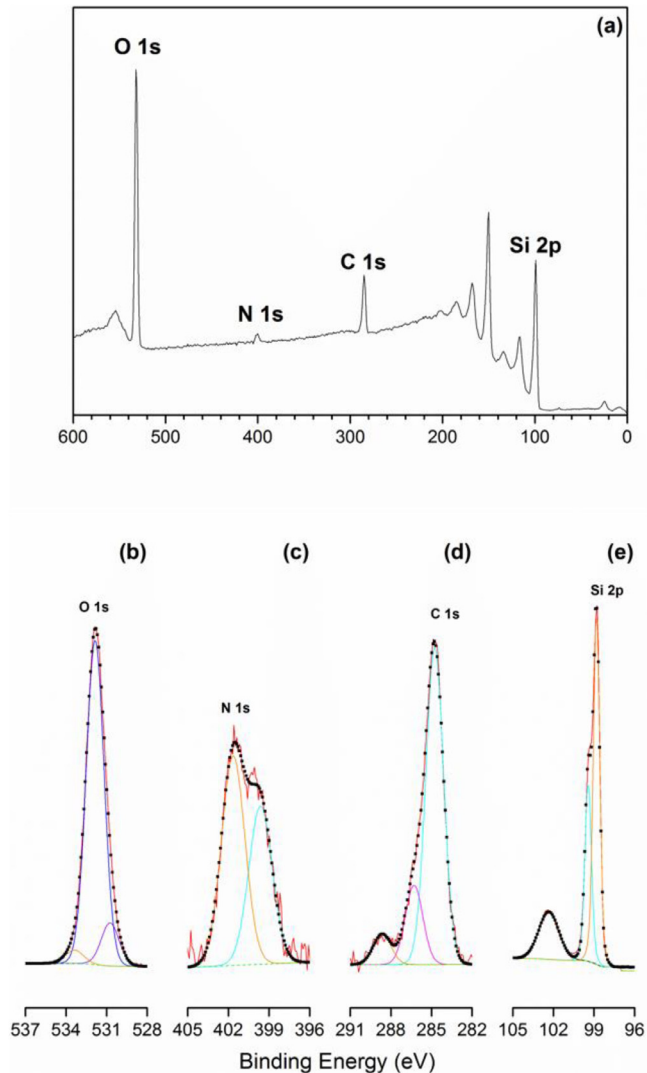 (a)
O 1s
N 1s
C 1s
Si 2p
600 500 400 300 200 100 0
(b) (c) (d) (e)
O 1s
N 1s
C 1s
Si 2p
537 534 531 528 405 402 399 396 291 288 285 282 105 102 99 96
Binding Energy (eV)